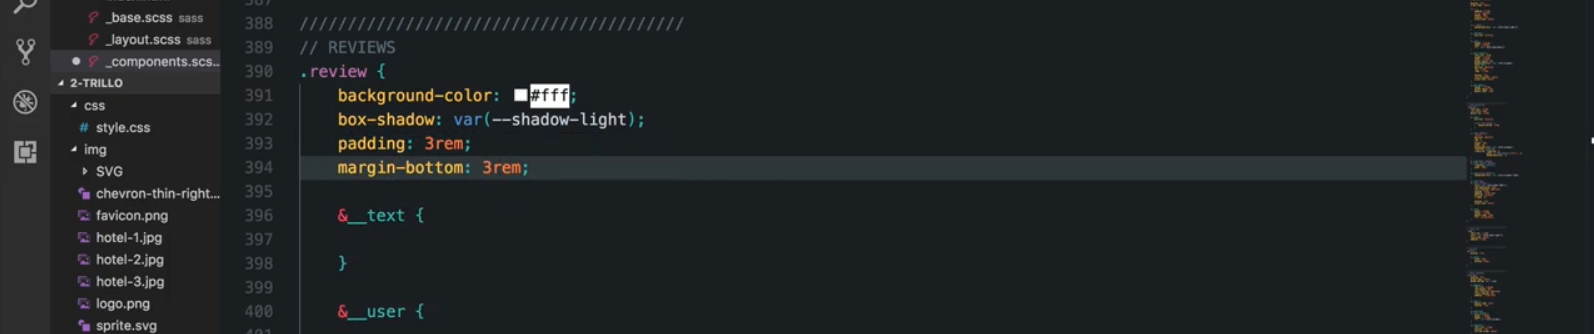 _base.scss sass
_layout.scss sass
_components.scs...
2-TRILLO
css
# style.css
img
SVG
chevron-thin-right...
favicon.png
hotel-1.jpg
hotel-2.jpg
hotel-3.jpg
logo.png
sprite.svg
387
388 ////////////////////////////////////////
389 // REVIEWS
390 .review {
391 background-color: #fff;
392 box-shadow: var(--shadow-light);
393 padding: 3rem;
394 margin-bottom: 3rem;
395
396 &__text {
397
398 }
399
400 &__user {
401